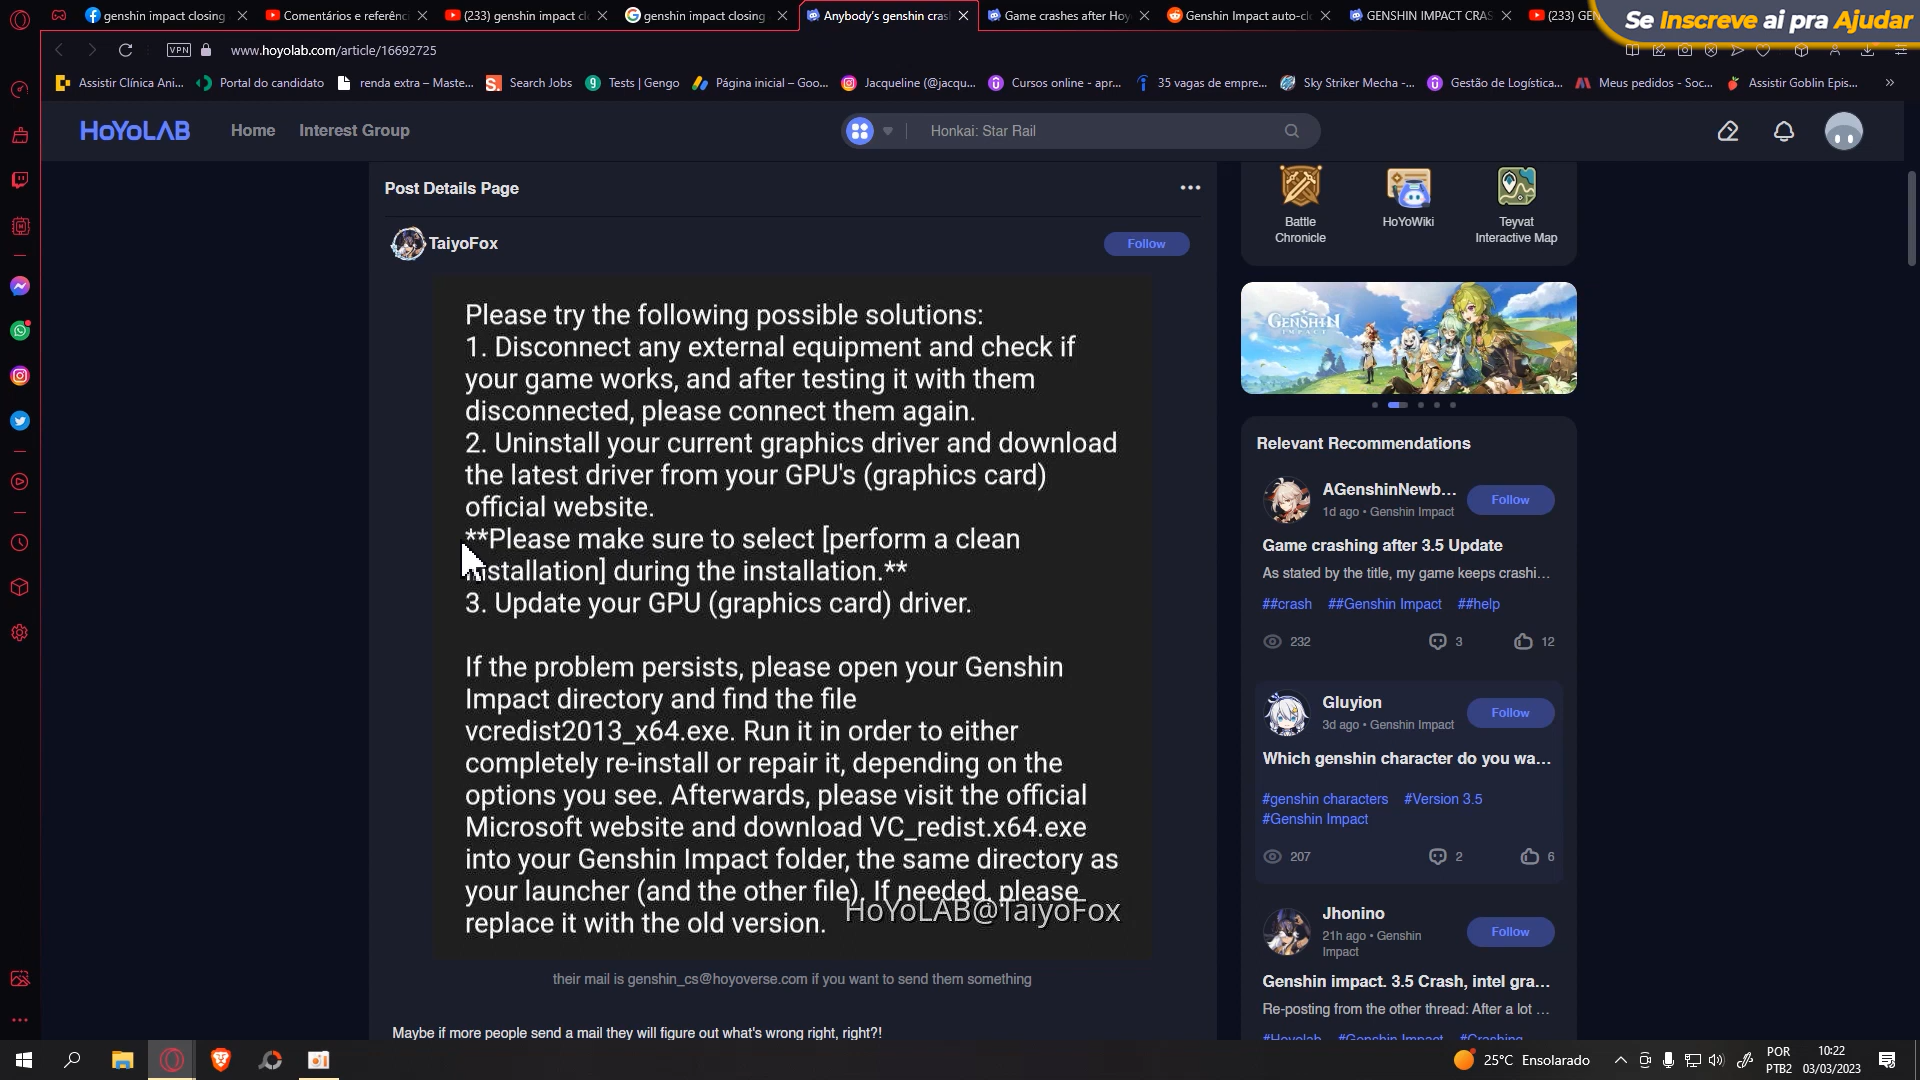 genshin impact closing
Comentários e referênci
(233) genshin impact cl
genshin impact closing
Anybody's genshin cras
Game crashes after Hoy
Genshin Impact auto-cl
GENSHIN IMPACT CRAS
(233) GEN
Se Inscreve ai pra Ajudar
VPN
www.hoyolab.com/article/16692725
Assistir Clínica Ani...
Portal do candidato
renda extra – Maste...
Search Jobs
Tests | Gengo
Página inicial – Goo...
Jacqueline (@jacqu...
Cursos online - apr...
35 vagas de empre...
Sky Striker Mecha -...
Gestão de Logística...
Meus pedidos - Soc...
Assistir Goblin Epis...
HoYoLAB
Home
Interest Group
Honkai: Star Rail
Post Details Page
TaiyoFox
Follow
Please try the following possible solutions:
1. Disconnect any external equipment and check if
your game works, and after testing it with them
disconnected, please connect them again.
2. Uninstall your current graphics driver and download
the latest driver from your GPU's (graphics card)
official website.
**Please make sure to select [perform a clean
installation] during the installation.**
3. Update your GPU (graphics card) driver.
If the problem persists, please open your Genshin
Impact directory and find the file
vcredist2013_x64.exe. Run it in order to either
completely re-install or repair it, depending on the
options you see. Afterwards, please visit the official
Microsoft website and download VC_redist.x64.exe
into your Genshin Impact folder, the same directory as
your launcher (and the other file). If needed, please
replace it with the old version.
HoYoLAB@TaiyoFox
their mail is genshin_cs@hoyoverse.com if you want to send them something
Maybe if more people send a mail they will figure out what's wrong right, right?!
Battle
Chronicle
HoYoWiki
Teyvat
Interactive Map
GENSHIN
IMPACT
Relevant Recommendations
AGenshinNewb...
1d ago • Genshin Impact
Follow
Game crashing after 3.5 Update
As stated by the title, my game keeps crashi...
##crash ##Genshin Impact ##help
232
3
12
Gluyion
3d ago • Genshin Impact
Follow
Which genshin character do you wa...
#genshin characters #Version 3.5
#Genshin Impact
207
2
6
Jhonino
21h ago • Genshin
Impact
Follow
Genshin impact. 3.5 Crash, intel gra...
Re-posting from the other thread: After a lot ...
#Hoyolab #Genshin Impact #Crashing
25°C Ensolarado
POR
PTB2
10:22
03/03/2023